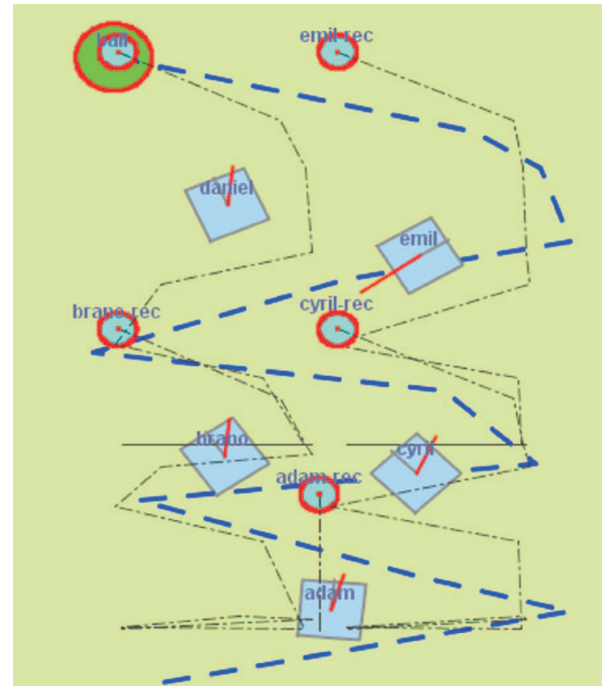 ball
emil-rec
daniel
emil
brano-rec
cyril-rec
brano
cyril
adam-rec
adam